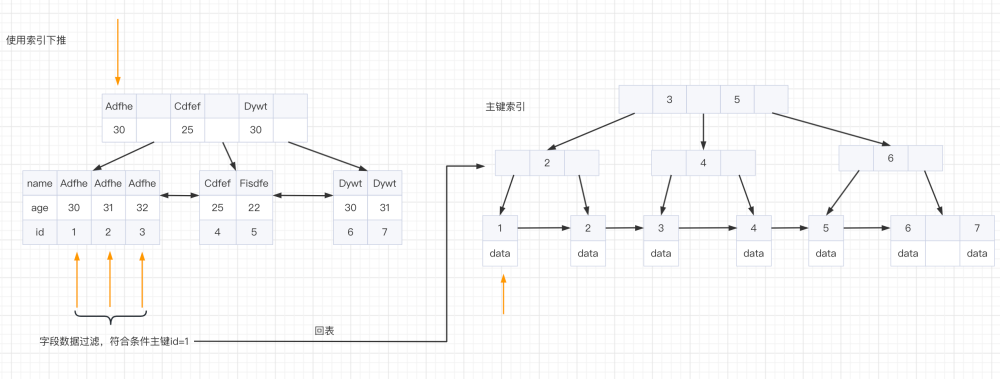 使用索引下推
Adfhe Cdfef Dywt
30 25 30
name Adfhe Adfhe Adfhe
age 30 31 32
id 1 2 3
Cdfef Fisdfe
25 22
4 5
Dywt Dywt
30 31
6 7
字段数据过滤，符合条件主键id=1
回表
主键索引
3 5
2
4
6
1
data
2
data
3
data
4
data
5
data
6 7
data data